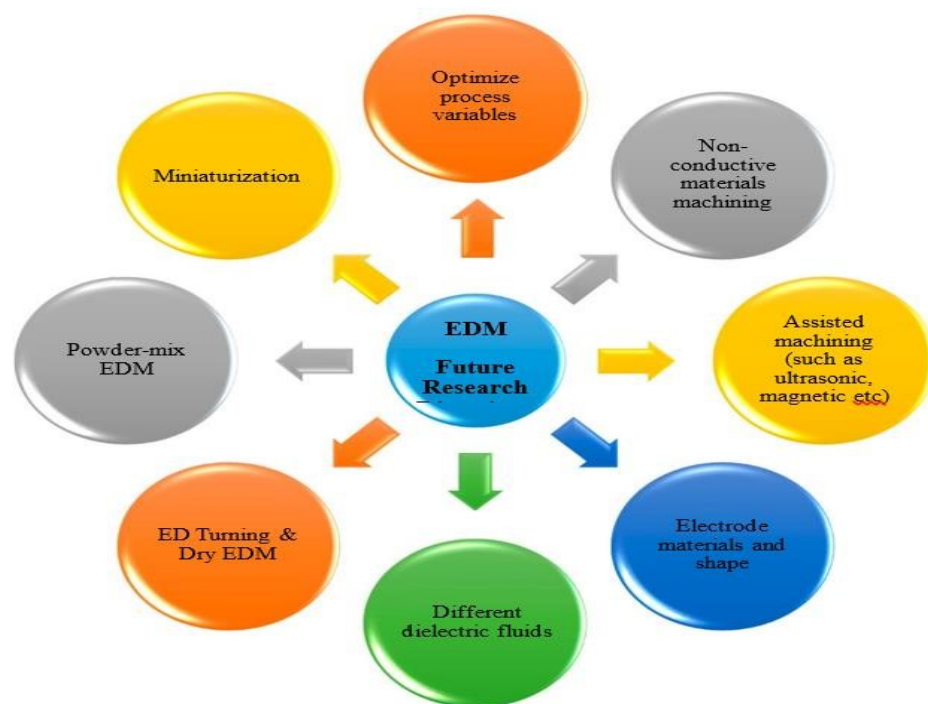 Optimize
process
variables
Non-
conductive
materials
machining
Assisted
machining
(such as
ultrasonic,
magnetic etc)
Electrode
materials and
shape
Different
dielectric fluids
ED Turning &
Dry EDM
Powder-mix
EDM
Miniaturization
EDM
Future
Research